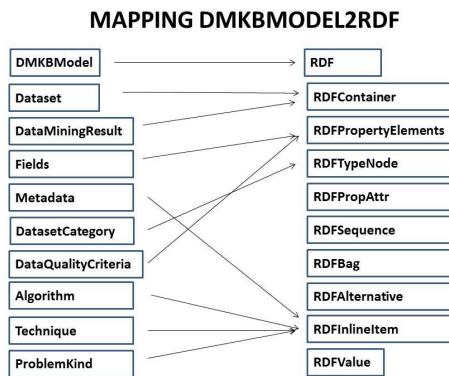 MAPPING DMKBMODEL2RDF
DMKBModel
RDF
Dataset
RDFContainer
DataMiningResult
RDFPropertyElements
Fields
RDFTypeNode
Metadata
RDFPropAttr
DatasetCategory
RDFSequence
DataQualityCriteria
RDFBag
Algorithm
RDFAlternative
Technique
RDFInlineItem
ProblemKind
RDFValue